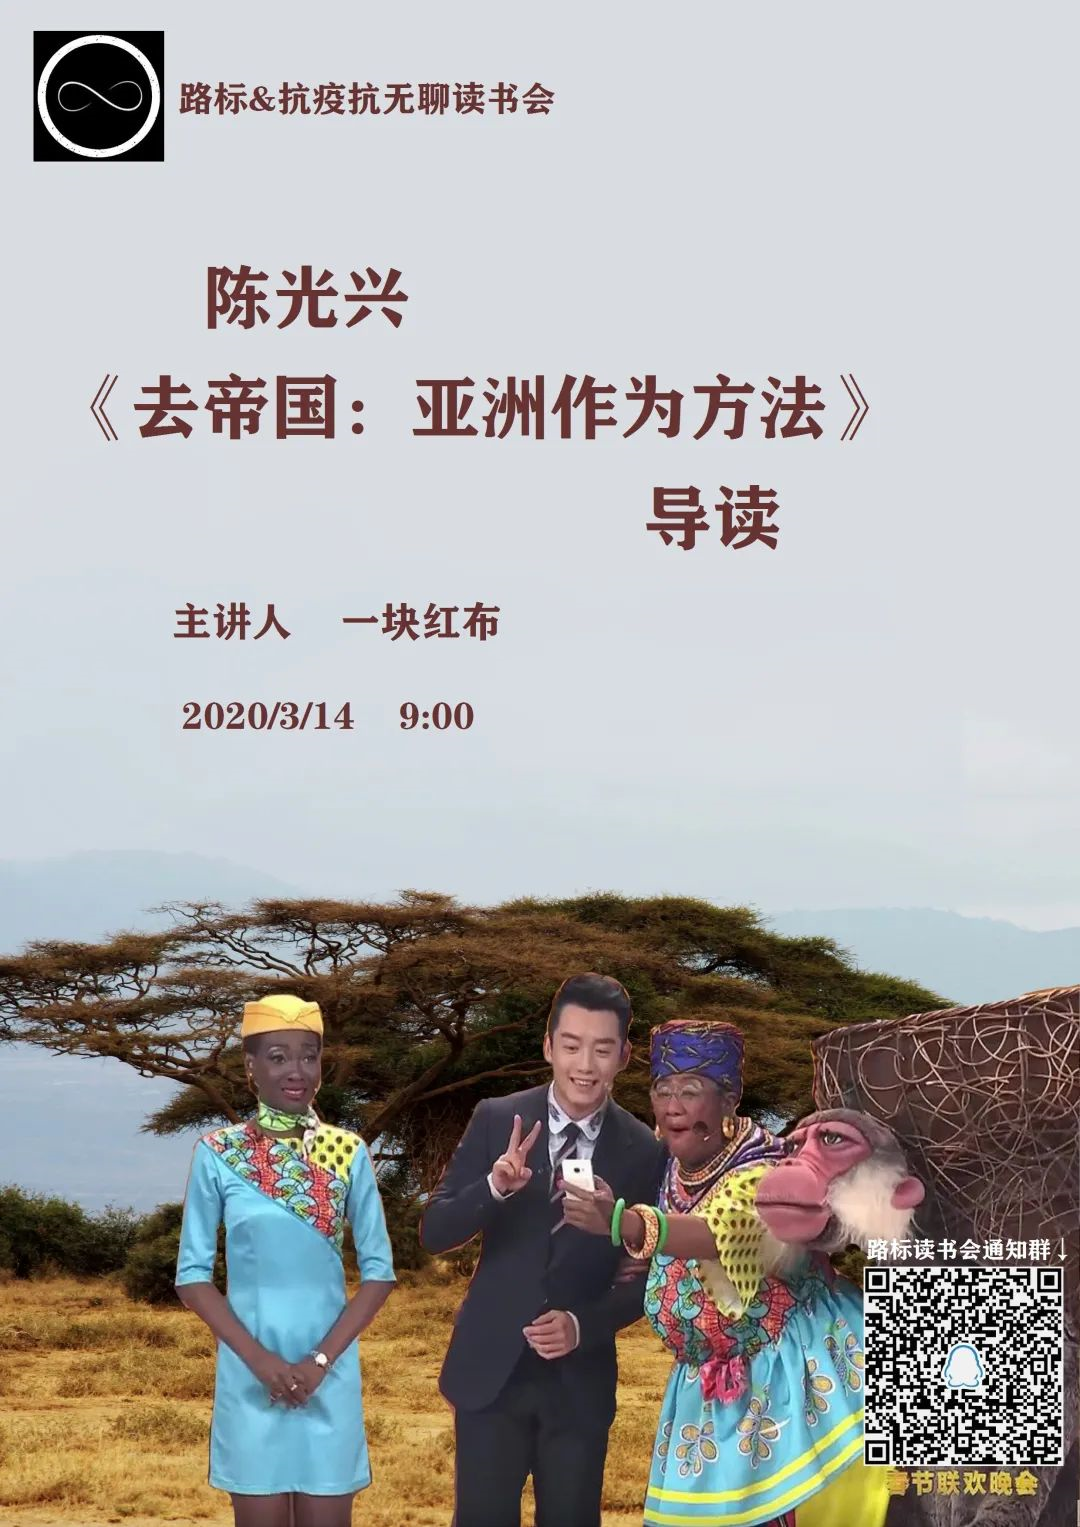 路标&抗疫抗无聊读书会
陈光兴
《去帝国：亚洲作为方法》
导读
主讲人 一块红布
2020/3/14 9:00
路标读书会通知群↓
春节联欢晚会